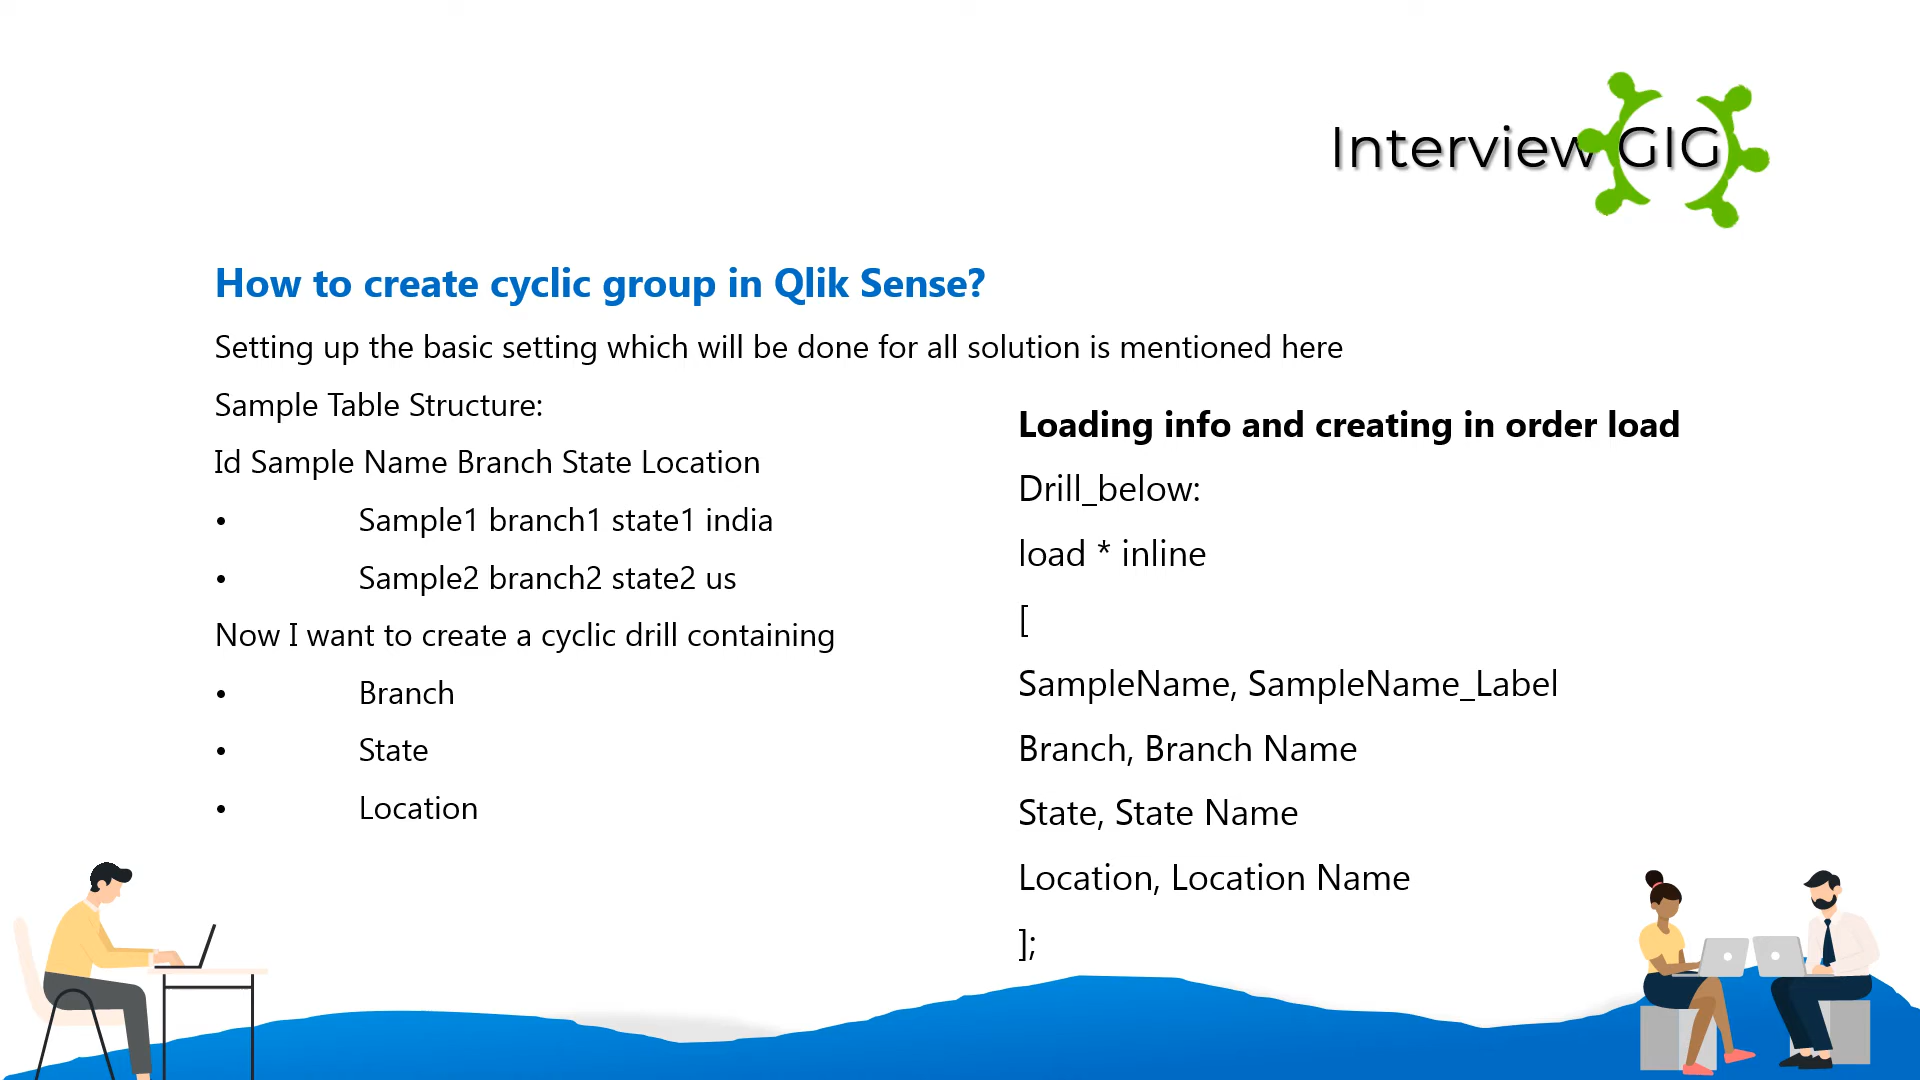 Interview GIG
How to create cyclic group in Qlik Sense?
Setting up the basic setting which will be done for all solution is mentioned here
Sample Table Structure:
Id Sample Name Branch State Location
• Sample1 branch1 state1 india
• Sample2 branch2 state2 us
Now I want to create a cyclic drill containing
• Branch
• State
• Location
Loading info and creating in order load
Drill_below:
load * inline
[
SampleName, SampleName_Label
Branch, Branch Name
State, State Name
Location, Location Name
];